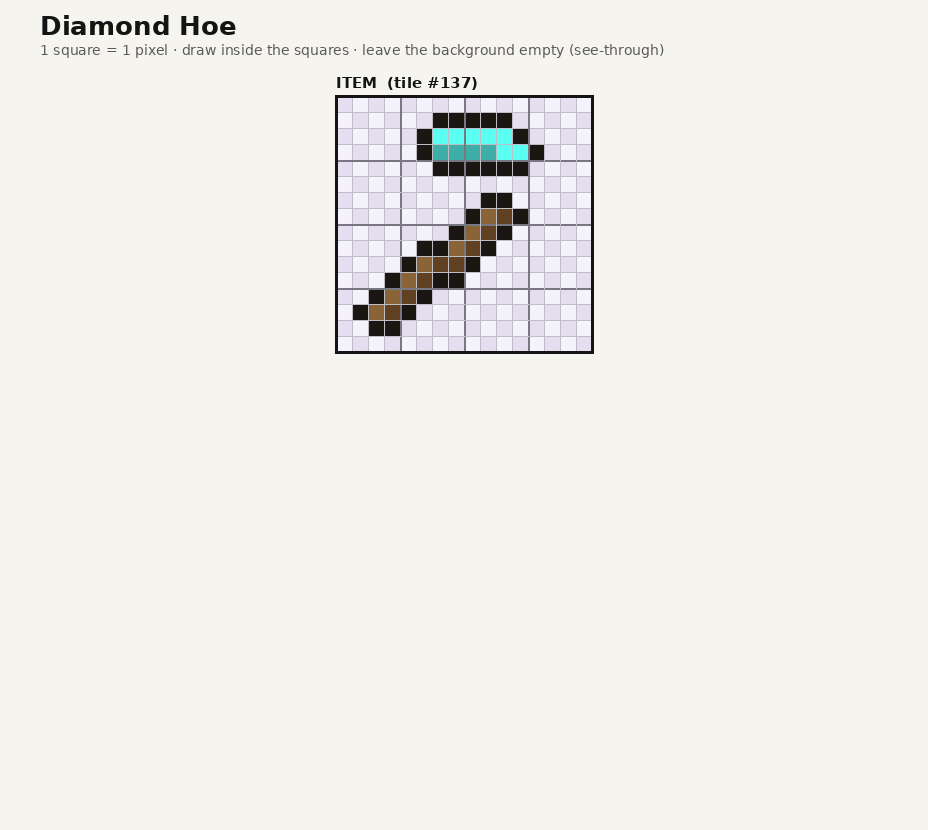 Diamond Hoe
1 square = 1 pixel · draw inside the squares · leave the background empty (see-through)
ITEM  (tile #137)